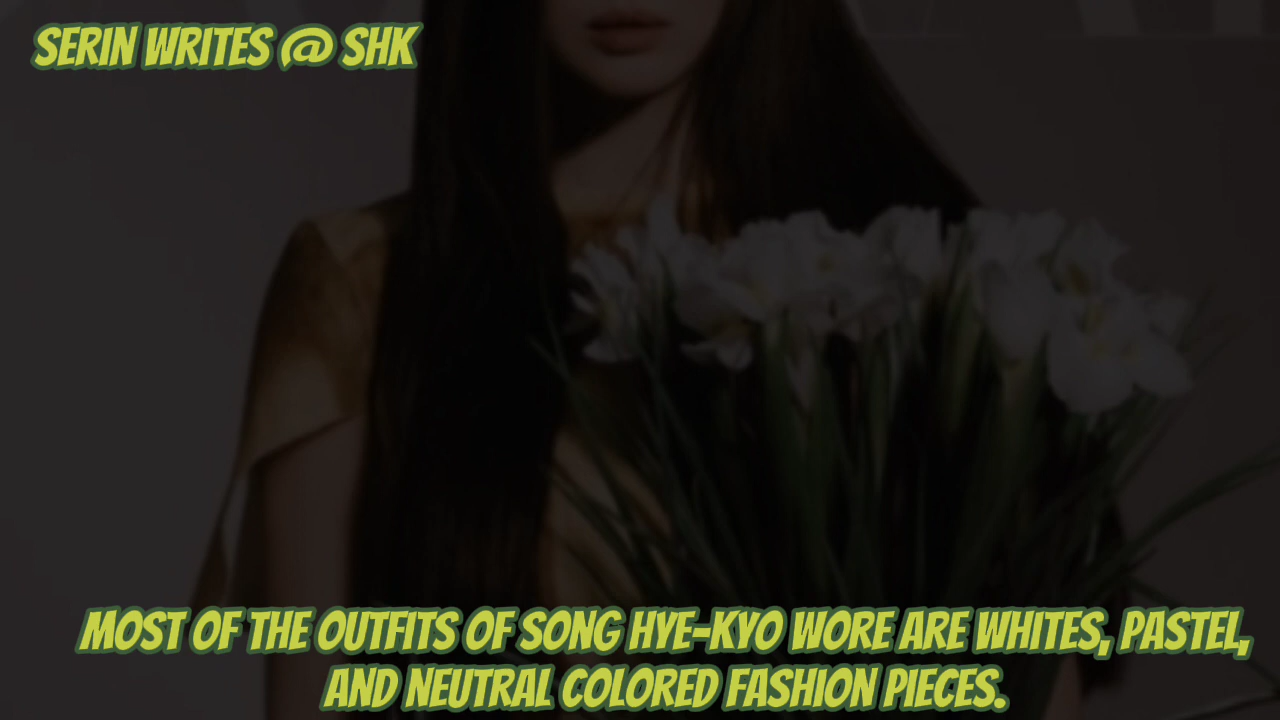 SERIN WRITES @ SHK
MOST OF THE OUTFITS OF SONG HYE-KYO WORE ARE WHITES, PASTEL,
AND NEUTRAL COLORED FASHION PIECES.